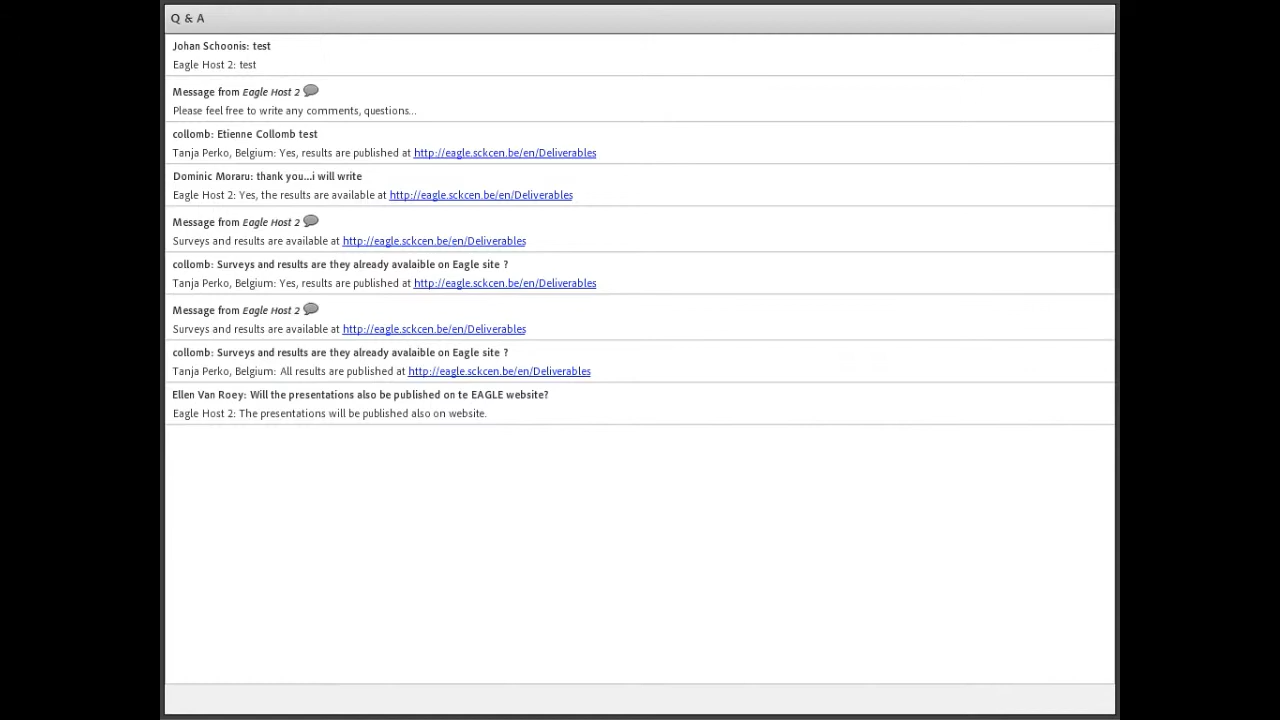 Q & A
Johan Schoonis: test
Eagle Host 2: test
Message from Eagle Host 2
Please feel free to write any comments, questions...
collomb: Etienne Collomb test
Tanja Perko, Belgium: Yes, results are published at http://eagle.sckcen.be/en/Deliverables
Dominic Moraru: thank you...i will write
Eagle Host 2: Yes, the results are available at http://eagle.sckcen.be/en/Deliverables
Message from Eagle Host 2
Surveys and results are available at http://eagle.sckcen.be/en/Deliverables
collomb: Surveys and results are they already avalaible on Eagle site ?
Tanja Perko, Belgium: Yes, results are published at http://eagle.sckcen.be/en/Deliverables
Message from Eagle Host 2
Surveys and results are available at http://eagle.sckcen.be/en/Deliverables
collomb: Surveys and results are they already avalaible on Eagle site ?
Tanja Perko, Belgium: All results are published at http://eagle.sckcen.be/en/Deliverables
Ellen Van Roey: Will the presentations also be published on te EAGLE website?
Eagle Host 2: The presentations will be published also on website.